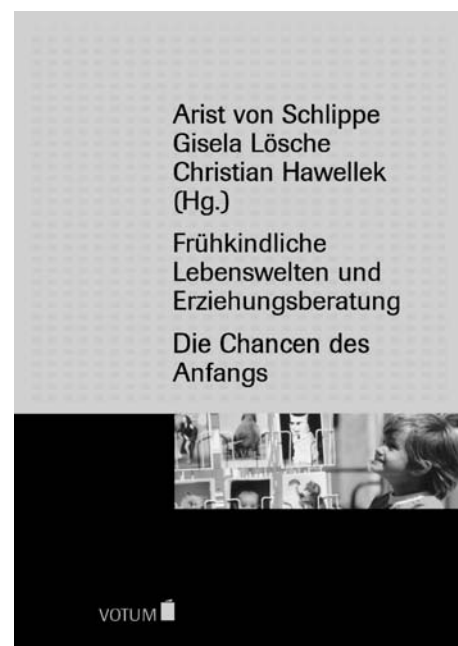 Arist von Schlippe
Gisela Lösche
Christian Hawellek
(Hg.)
Frühkindliche
Lebenswelten und
Erziehungsberatung
Die Chancen des
Anfangs
VOTUM